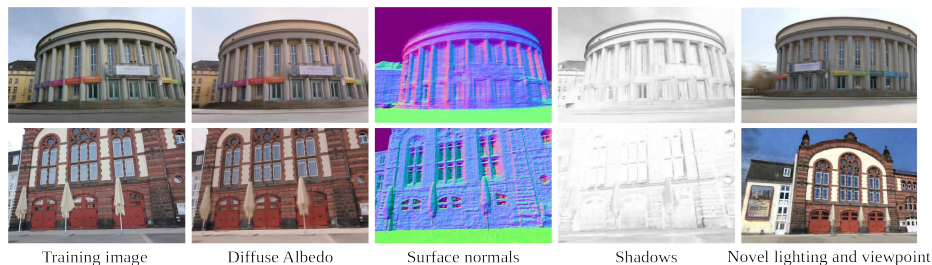 Training image
Diffuse Albedo
Surface normals
Shadows
Novel lighting and viewpoint